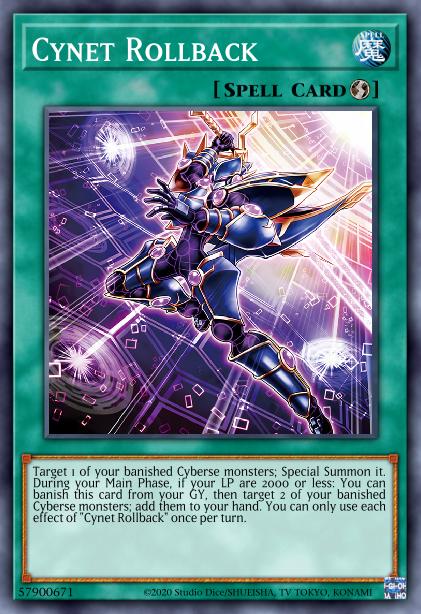 CYNET ROLLBACK
SPELL
魔
[SPELL CARD]
Target 1 of your banished Cyberse monsters; Special Summon it.
During your Main Phase, if your LP are 2000 or less: You can
banish this card from your GY, then target 2 of your banished
Cyberse monsters; add them to your hand. You can only use each
effect of "Cynet Rollback" once per turn.
57900671
©2020 Studio Dice/SHUEISHA, TV TOKYO, KONAMI